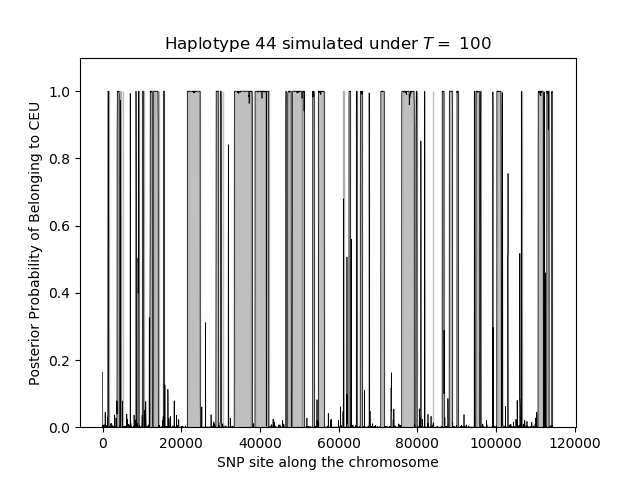 Haplotype 44 simulated under T = 100
Posterior Probability of Belonging to CEU
1.0
0.8
0.6
0.4
0.2
0.0
0 20000 40000 60000 80000 100000 120000
SNP site along the chromosome